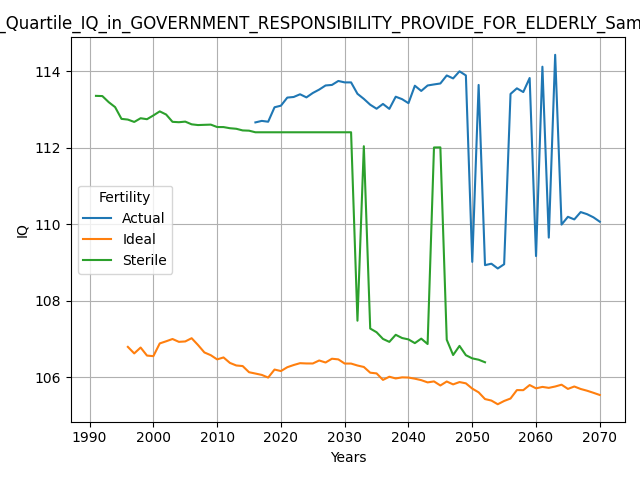 _Quartile_IQ_in_GOVERNMENT_RESPONSIBILITY_PROVIDE_FOR_ELDERLY_Sam
114
112
110
108
106
IQ
Fertility
Actual
Ideal
Sterile
1990 2000 2010 2020 2030 2040 2050 2060 2070
Years